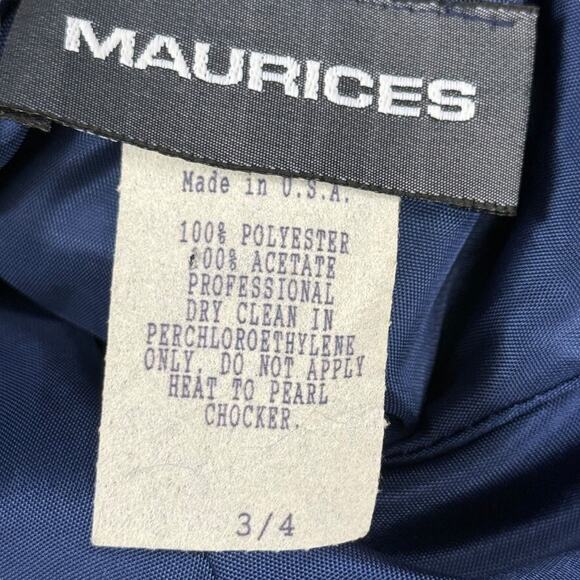 MAURICES
Made in U.S.A.
100% POLYESTER
100% ACETATE
PROFESSIONAL
DRY CLEAN IN
PERCHLOROETHYLENE
ONLY. DO NOT APPLY
HEAT TO PEARL
CHOCKER.
3/4